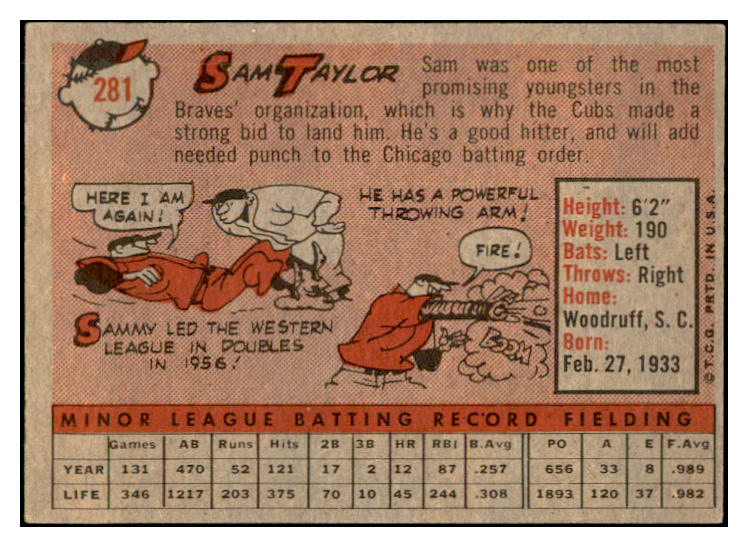 281
SAM TAYLOR
Sam was one of the most
promising youngsters in the
Braves' organization, which is why the Cubs made a
strong bid to land him. He's a good hitter, and will add
needed punch to the Chicago batting order.
HERE I AM
AGAIN!
SAMMY LED THE WESTERN
LEAGUE IN DOUBLES
IN 1956!
HE HAS A POWERFUL
THROWING ARM!
FIRE!
BOOM
Height: 6'2"
Weight: 190
Bats: Left
Throws: Right
Home:
Woodruff, S. C.
Born:
Feb. 27, 1933
© T.C.G. PRTD. IN U.S.A.
MINOR LEAGUE BATTING RECORD FIELDING
Games AB Runs Hits 2B 3B HR RBI B.Avg PO A E F.Avg
YEAR 131 470 52 121 17 2 12 87 .257 656 33 8 .989
LIFE 346 1217 203 375 70 10 45 244 .308 1893 120 37 .982